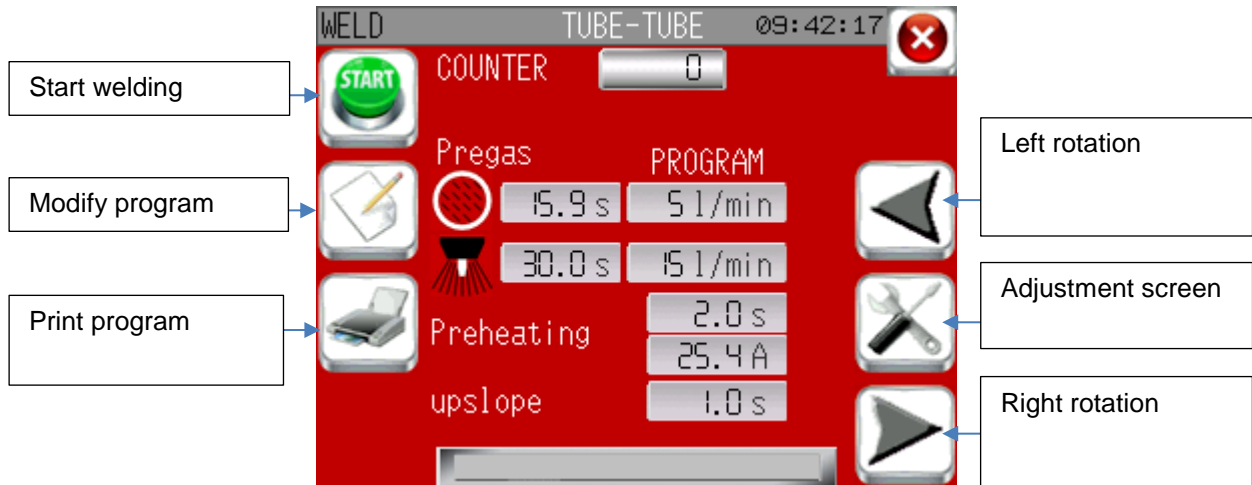 WELD TUBE-TUBE 09:42:17
Start welding
START
COUNTER 0
Modify program
Print program
Pregas PROGRAM
15.9 s 5 l/min
30.0 s 15 l/min
Preheating 2.0 s
25.4 A
upslope 1.0 s
Left rotation
Adjustment screen
Right rotation